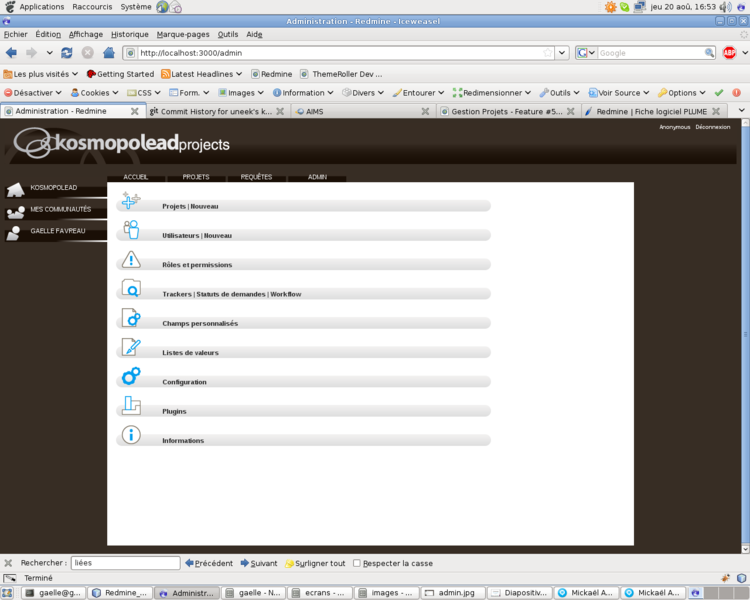 Applications Raccourcis Système jeu 20 aoû, 16:53
Administration - Redmine - Iceweasel
Fichier Édition Affichage Historique Marque-pages Outils Aide
http://localhost:3000/admin Google ABP
Les plus visités Getting Started Latest Headlines Redmine ThemeRoller Dev ...
Désactiver Cookies CSS Form. Images Information Divers Entourer Redimensionner Outils Voir Source Options
Administration - Redmine git Commit History for uneek's k... AIMS Gestion Projets - Feature #5... Redmine | Fiche logiciel PLUME
Anonymous Déconnexion
kosmopoleadprojects
ACCUEIL PROJETS REQUÊTES ADMIN
KOSMOPOLEAD
MES COMMUNAUTÉS
GAELLE FAVREAU
Projets | Nouveau
Utilisateurs | Nouveau
Rôles et permissions
Trackers | Statuts de demandes | Workflow
Champs personnalisés
Listes de valeurs
Configuration
Plugins
Informations
Rechercher : liées Précédent Suivant Surligner tout Respecter la casse
Terminé
gaelle@g... Redmine_... Administr... gaelle - N... ecrans - ... images - ... admin.jpg Diapositiv... Mickaël A... Mickaël A...